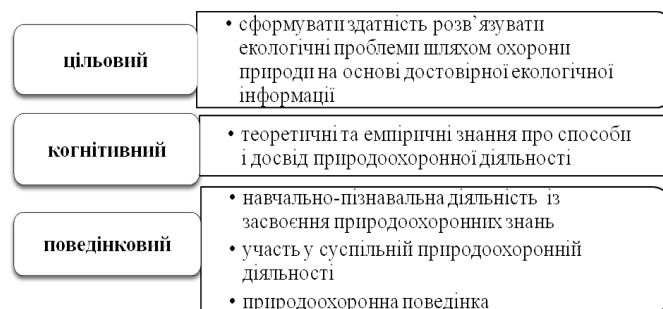 цільовий
• сформувати здатність розв’язувати
екологічні проблеми шляхом охорони
природи на основі достовірної екологічної
інформації
когнітивний
• теоретичні та емпіричні знання про способи
і досвід природоохоронної діяльності
поведінковий
• навчально-пізнавальна діяльність із
засвоєння природоохоронних знань
• участь у суспільній природоохоронній
діяльності
• природоохоронна поведінка